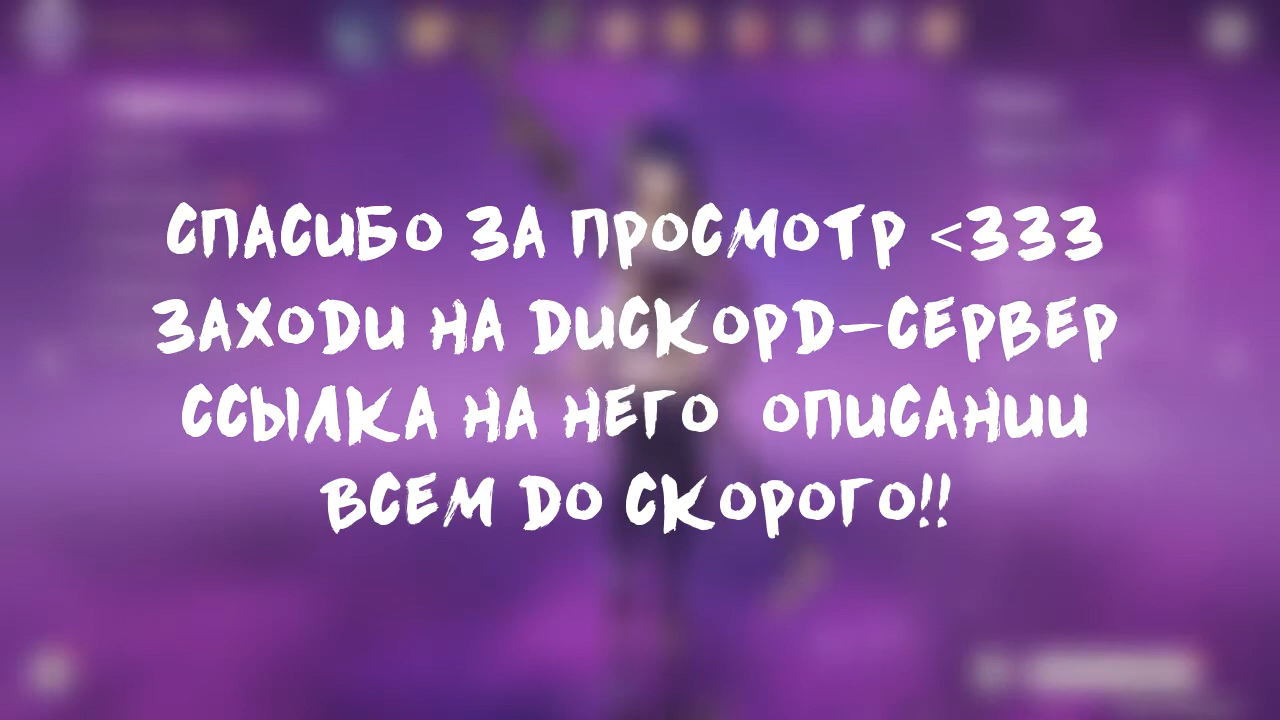 СПАСИБО ЗА ПРОСМОТР <333
ЗАХОДИ НА ДИСКОРД-СЕРВЕР
ССЫЛКА НА НЕГО  ОПИСАНИИ
ВСЕМ ДО СКОРОГО!!